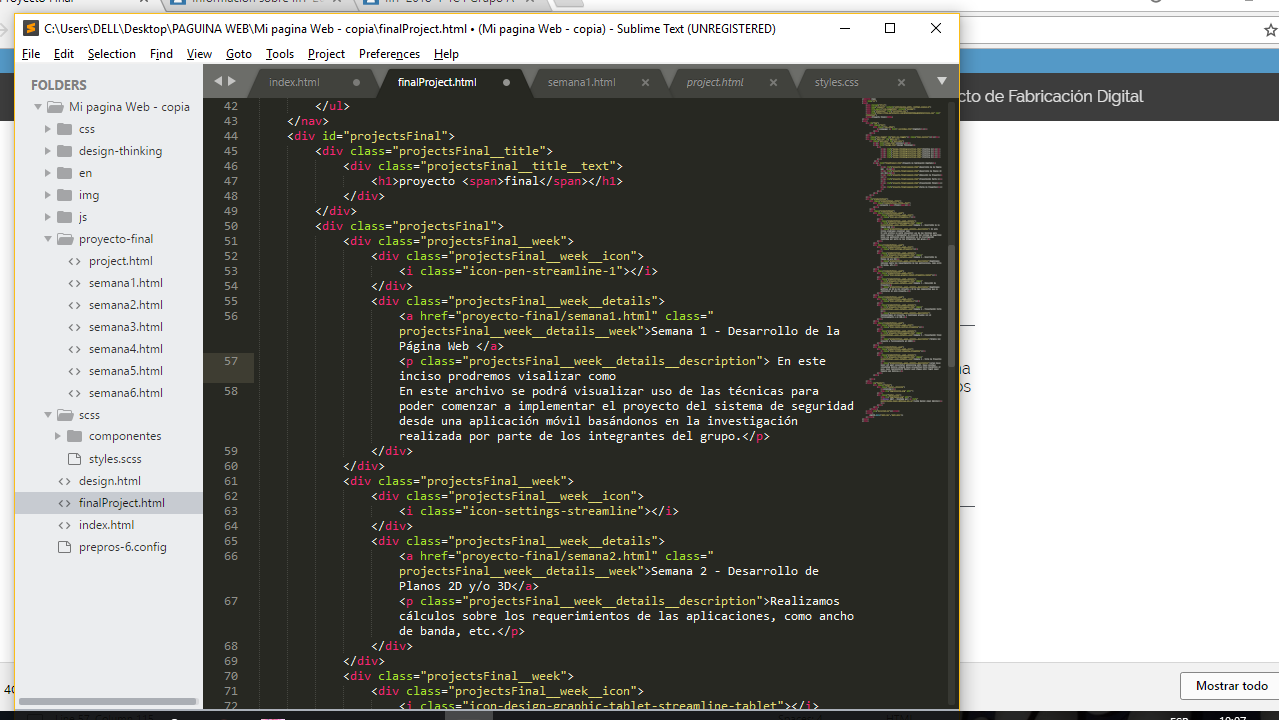 C:\Users\DELL\Desktop\PAGUINA WEB\Mi pagina Web - copia\finalProject.html • (Mi pagina Web - copia) - Sublime Text (UNREGISTERED)
File Edit Selection Find View Goto Tools Project Preferences Help
FOLDERS
Mi pagina Web - copia
css
design-thinking
en
img
js
proyecto-final
project.html
semana1.html
semana2.html
semana3.html
semana4.html
semana5.html
semana6.html
scss
componentes
styles.scss
design.html
finalProject.html
index.html
prepros-6.config
index.html finalProject.html semana1.html project.html styles.css
42 </ul>
43 </nav>
44 <div id="projectsFinal">
45 <div class="projectsFinal__title">
46 <div class="projectsFinal__title__text">
47 <h1>proyecto <span>final</span></h1>
48 </div>
49 </div>
50 <div class="projectsFinal">
51 <div class="projectsFinal__week">
52 <div class="projectsFinal__week__icon">
53 <i class="icon-pen-streamline-1"></i>
54 </div>
55 <div class="projectsFinal__week__details">
56 <a href="proyecto-final/semana1.html" class="
projectsFinal__week__details__week">Semana 1 - Desarrollo de la
Página Web </a>
57 <p class="projectsFinal__week__details__description"> En este
inciso prodremos visalizar como
58 En este archivo se podrá visualizar uso de las técnicas para
poder comenzar a implementar el proyecto del sistema de seguridad
desde una aplicación móvil basándonos en la investigación
realizada por parte de los integrantes del grupo.</p>
59 </div>
60 </div>
61 <div class="projectsFinal__week">
62 <div class="projectsFinal__week__icon">
63 <i class="icon-settings-streamline"></i>
64 </div>
65 <div class="projectsFinal__week__details">
66 <a href="proyecto-final/semana2.html" class="
projectsFinal__week__details__week">Semana 2 - Desarrollo de
Planos 2D y/o 3D</a>
67 <p class="projectsFinal__week__details__description">Realizamos
cálculos sobre los requerimientos de las aplicaciones, como ancho
de banda, etc.</p>
68 </div>
69 </div>
70 <div class="projectsFinal__week">
71 <div class="projectsFinal__week__icon">
72 <i class="icon-design-graphic-tablet-streamline-tablet"></i>
cto de Fabricación Digital
Mostrar todo